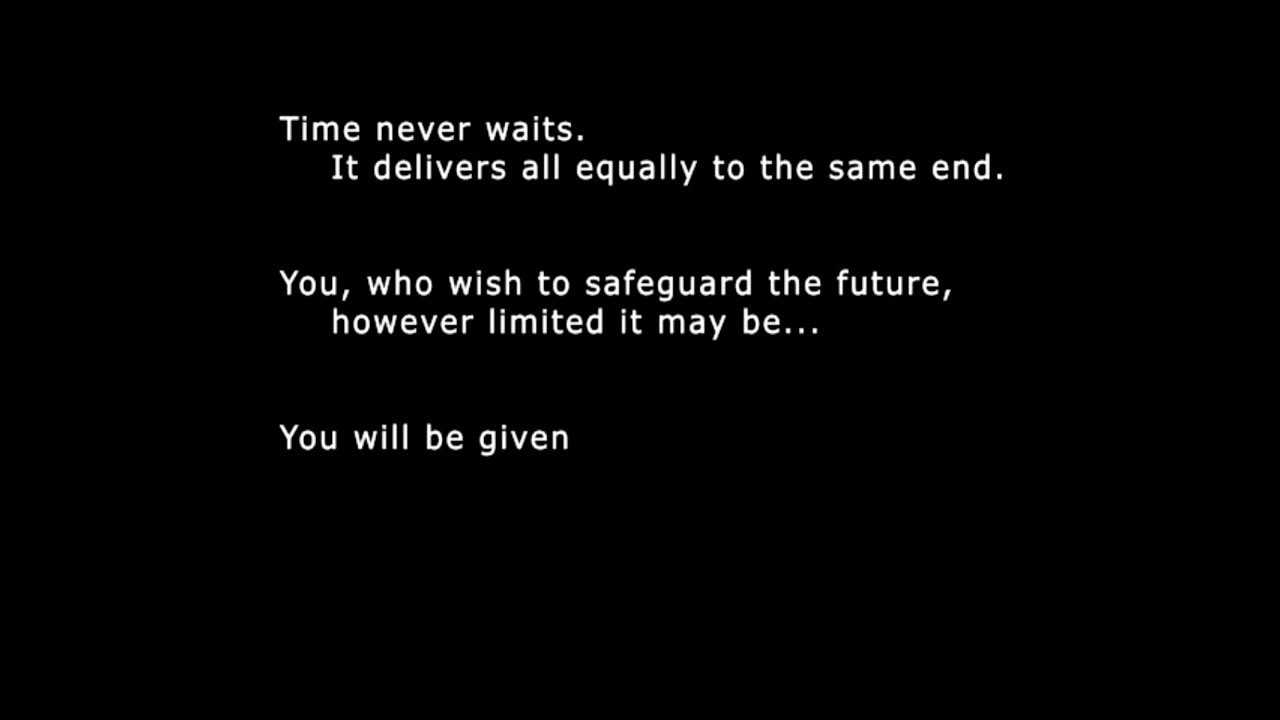 Time never waits.
It delivers all equally to the same end.
You, who wish to safeguard the future,
however limited it may be...
You will be given